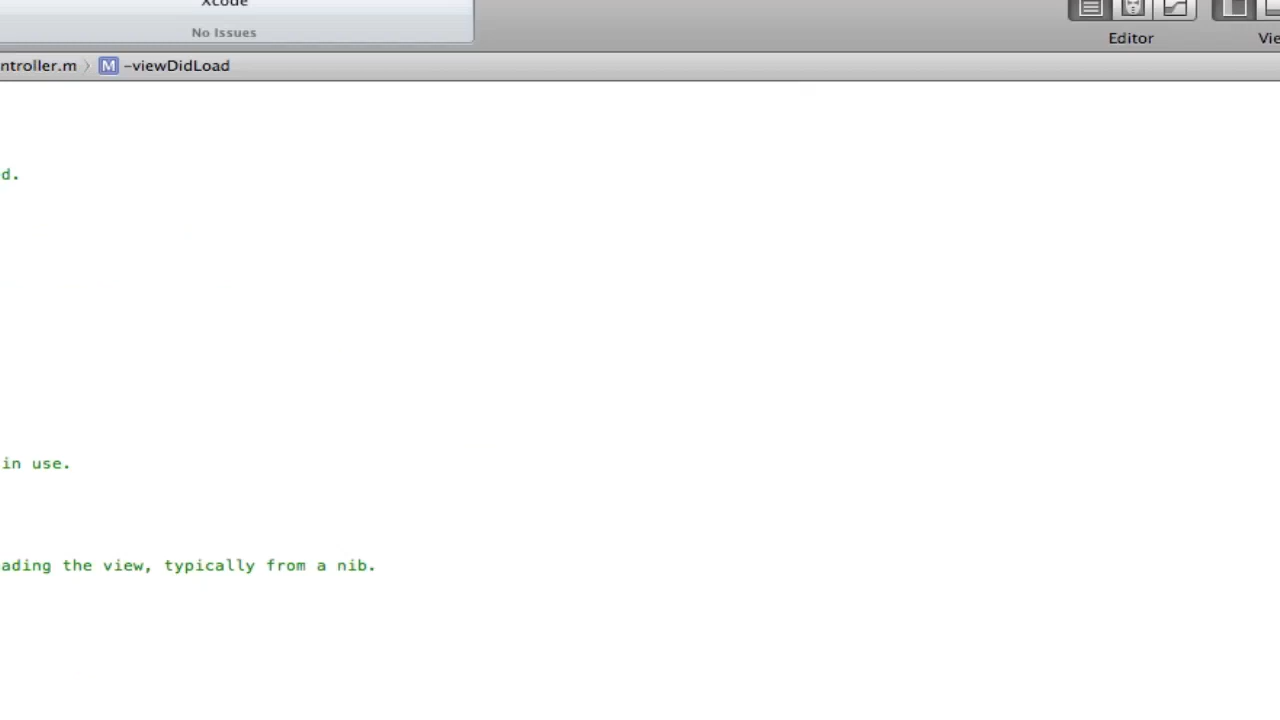 Xcode
No Issues
Editor
Vie
ntroller.m
M -viewDidLoad
d.
in use.
ading the view, typically from a nib.